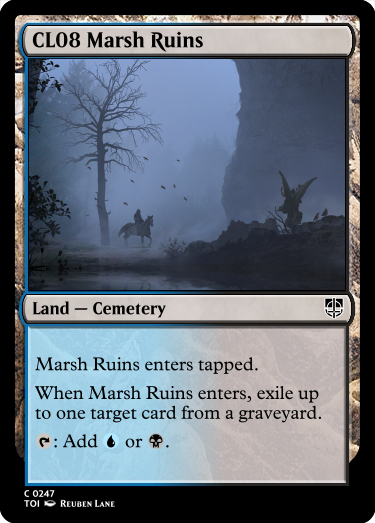 CL08 Marsh Ruins
Land — Cemetery
Marsh Ruins enters tapped.
When Marsh Ruins enters, exile up
to one target card from a graveyard.
: Add or .
C 0247
TOI Reuben Lane